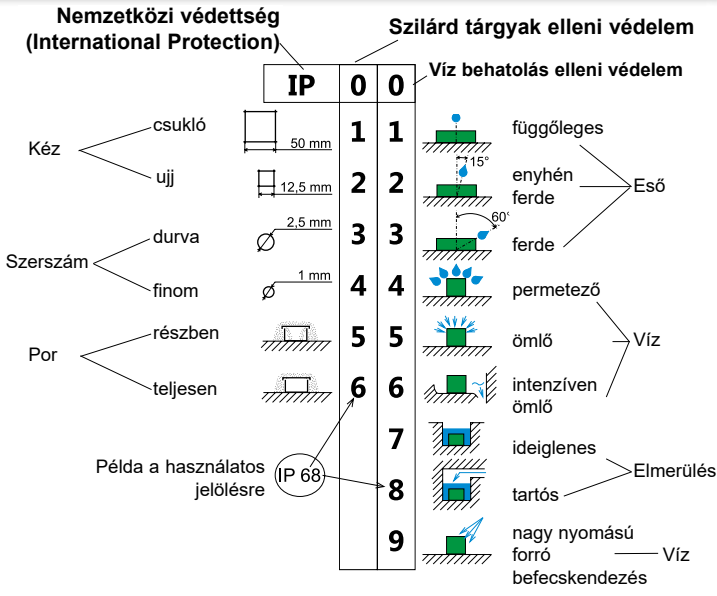 Nemzetközi védettség
(International Protection)
Szilárd tárgyak elleni védelem
Víz behatolás elleni védelem
IP 0 0
Kéz
csukló
50 mm
1 1
függőleges
ujj
12,5 mm
2 2
15°
enyhén
ferde
Eső
Szerszám
durva
2,5 mm
3 3
60°
ferde
finom
1 mm
4 4
permetező
Por
részben
5 5
ömlő
Víz
teljesen
6 6
intenzíven
ömlő
7
ideiglenes
Elmerülés
Példa a használatos
jelölésre
IP 68
8
tartós
9
nagy nyomású
forró
befecskendezés
Víz